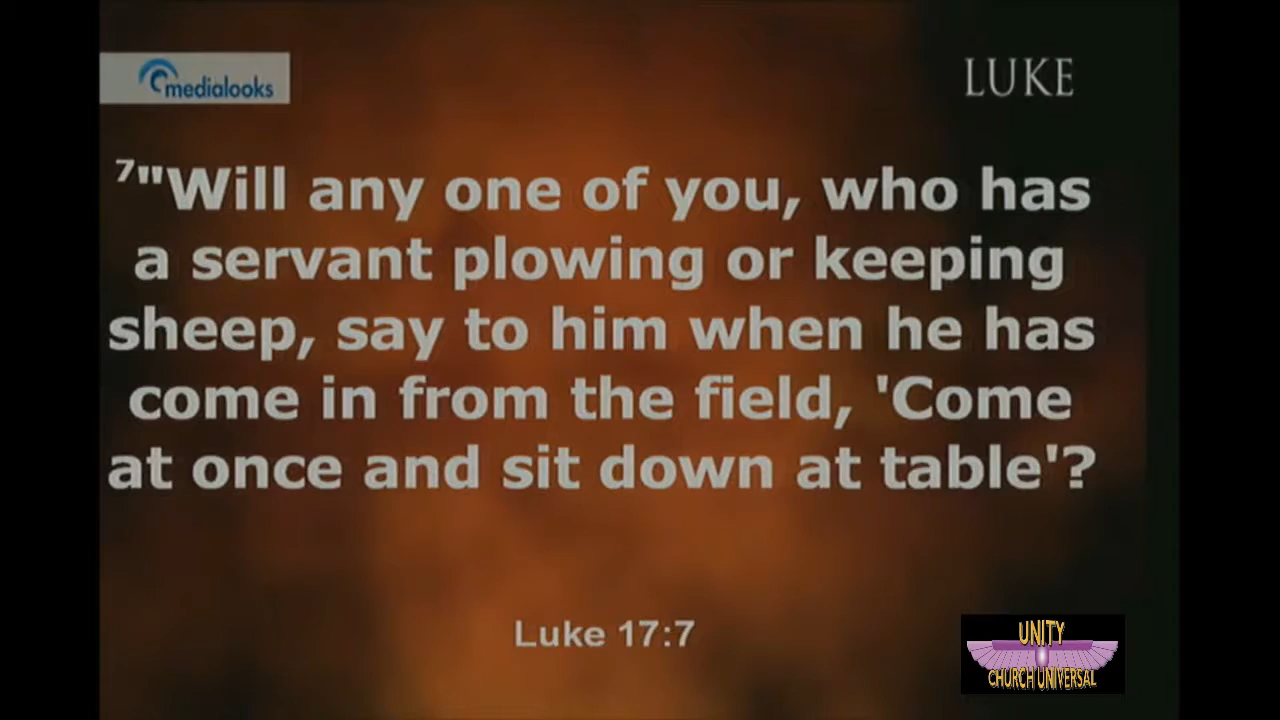 medialooks
LUKE
7"Will any one of you, who has
a servant plowing or keeping
sheep, say to him when he has
come in from the field, 'Come
at once and sit down at table'?
Luke 17:7
UNITY
CHURCH UNIVERSAL